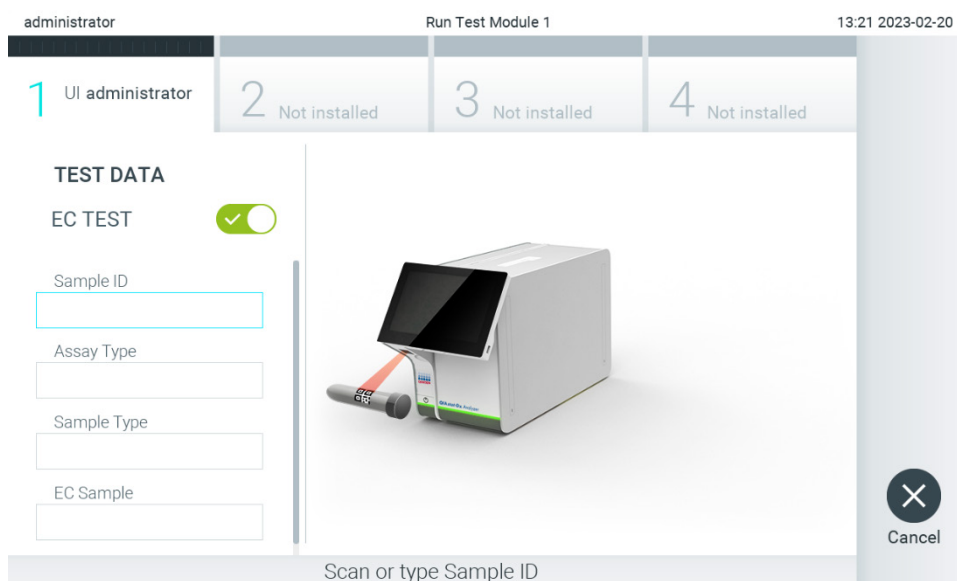 administrator Run Test Module 1 13:21 2023-02-20
1 UI administrator
2 Not installed
3 Not installed
4 Not installed
TEST DATA
EC TEST
Sample ID
Assay Type
Sample Type
EC Sample
Cancel
Scan or type Sample ID